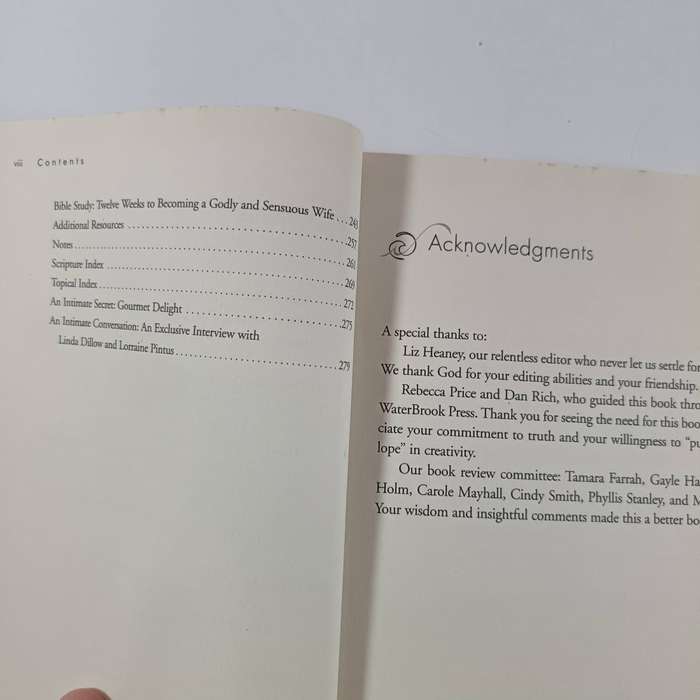 viii Contents
Bible Study: Twelve Weeks to Becoming a Godly and Sensuous Wife . . . 243
Additional Resources . . . . . . . . . . . . . . . . . . . . . . . . . . . . . . . . . . . . 257
Notes . . . . . . . . . . . . . . . . . . . . . . . . . . . . . . . . . . . . . . . . . . . . . . 261
Scripture Index . . . . . . . . . . . . . . . . . . . . . . . . . . . . . . . . . . . . . . . 269
Topical Index . . . . . . . . . . . . . . . . . . . . . . . . . . . . . . . . . . . . . . . . 272
An Intimate Secret: Gourmet Delight . . . . . . . . . . . . . . . . . . . . . . . . 275
An Intimate Conversation: An Exclusive Interview with
Linda Dillow and Lorraine Pintus . . . . . . . . . . . . . . . . . . . . . . . . . 279
Acknowledgments
A special thanks to:
Liz Heaney, our relentless editor who never let us settle for
We thank God for your editing abilities and your friendship.
Rebecca Price and Dan Rich, who guided this book thro
WaterBrook Press. Thank you for seeing the need for this boo
ciate your commitment to truth and your willingness to "pu
lope" in creativity.
Our book review committee: Tamara Farrah, Gayle Ha
Holm, Carole Mayhall, Cindy Smith, Phyllis Stanley, and M
Your wisdom and insightful comments made this a better bo